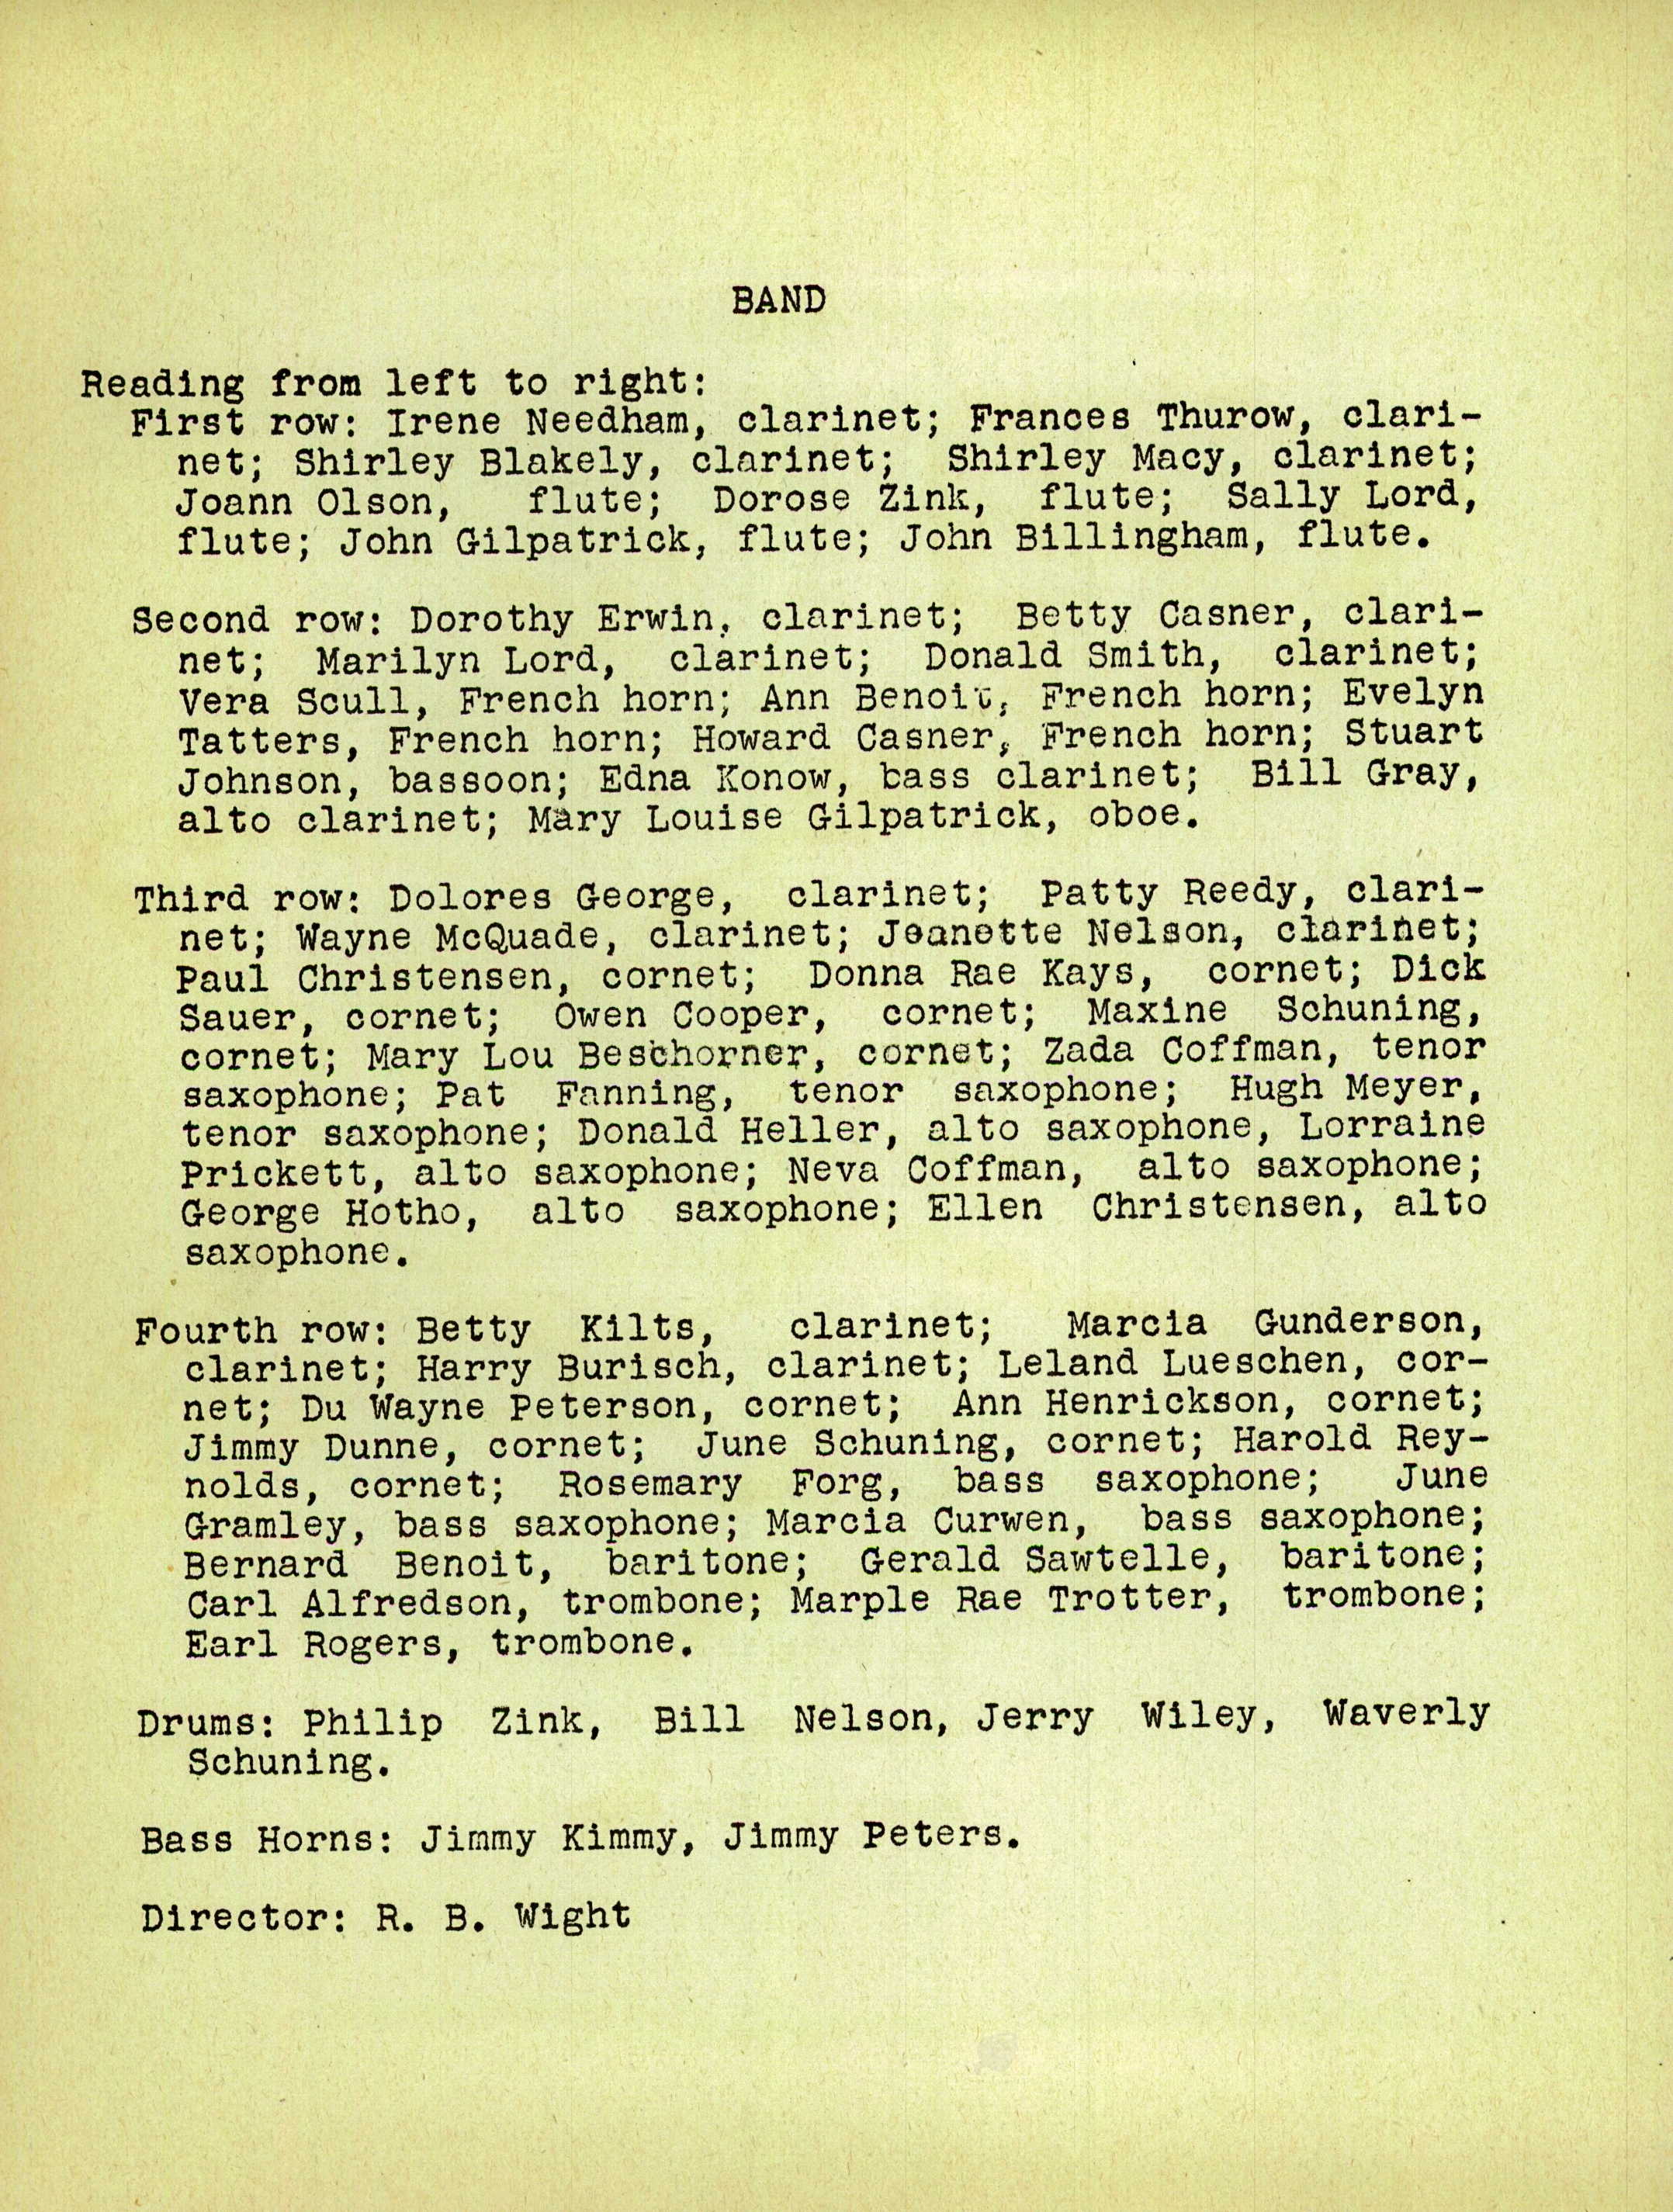 BAND
Reading from left to right:
First row: Irene Needham, clarinet; Frances Thurow, clari-
net; Shirley Blakely, clarinet; Shirley Macy, clarinet;
Joann Olson, flute; Dorose Zink, flute; Sally Lord,
flute; John Gilpatrick, flute; John Billingham, flute.
Second row: Dorothy Erwin, clarinet; Betty Casner, clari-
net; Marilyn Lord, clarinet; Donald Smith, clarinet;
Vera Scull, French horn; Ann Benoit, French horn; Evelyn
Tatters, French horn; Howard Casner, French horn; Stuart
Johnson, bassoon; Edna Konow, bass clarinet; Bill Gray,
alto clarinet; Mary Louise Gilpatrick, oboe.
Third row: Dolores George, clarinet; Patty Reedy, clari-
net; Wayne McQuade, clarinet; Jeanette Nelson, clarinet;
Paul Christensen, cornet; Donna Rae Kays, cornet; Dick
Sauer, cornet; Owen Cooper, cornet; Maxine Schuning,
cornet; Mary Lou Beschorner, cornet; Zada Coffman, tenor
saxophone; Pat Fanning, tenor saxophone; Hugh Meyer,
tenor saxophone; Donald Heller, alto saxophone, Lorraine
Prickett, alto saxophone; Neva Coffman, alto saxophone;
George Hotho, alto saxophone; Ellen Christensen, alto
saxophone.
Fourth row: Betty Kilts, clarinet; Marcia Gunderson,
clarinet; Harry Burisch, clarinet; Leland Lueschen, cor-
net; Du Wayne Peterson, cornet; Ann Henrickson, cornet;
Jimmy Dunne, cornet; June Schuning, cornet; Harold Rey-
nolds, cornet; Rosemary Forg, bass saxophone; June
Gramley, bass saxophone; Marcia Curwen, bass saxophone;
Bernard Benoit, baritone; Gerald Sawtelle, baritone;
Carl Alfredson, trombone; Marple Rae Trotter, trombone;
Earl Rogers, trombone.
Drums: Philip Zink, Bill Nelson, Jerry Wiley, Waverly
Schuning.
Bass Horns: Jimmy Kimmy, Jimmy Peters.
Director: R. B. Wight